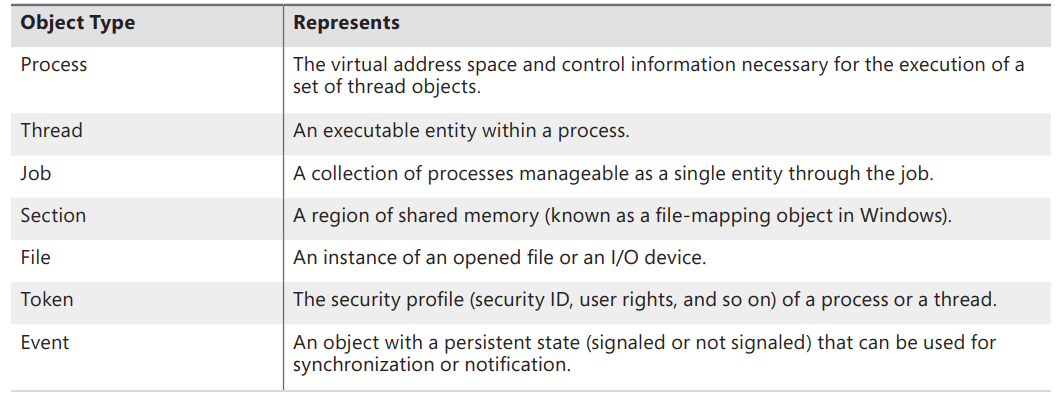 Object Type Represents
Process The virtual address space and control information necessary for the execution of a
set of thread objects.
Thread An executable entity within a process.
Job A collection of processes manageable as a single entity through the job.
Section A region of shared memory (known as a file-mapping object in Windows).
File An instance of an opened file or an I/O device.
Token The security profile (security ID, user rights, and so on) of a process or a thread.
Event An object with a persistent state (signaled or not signaled) that can be used for
synchronization or notification.